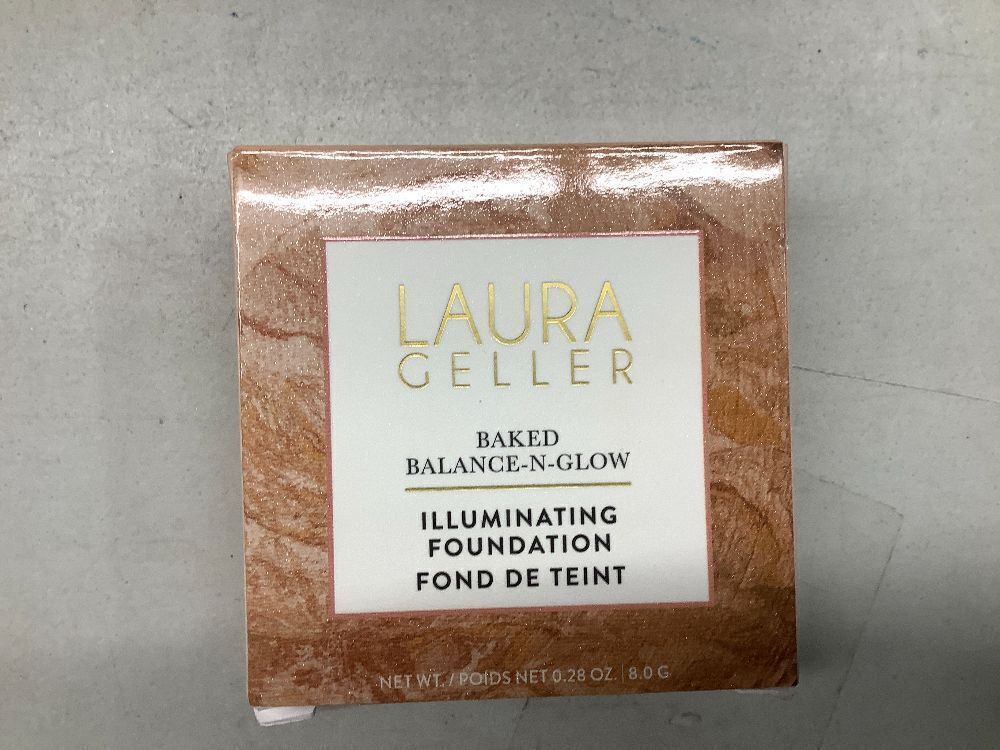 LAURA
GELLER
BAKED
BALANCE-N-GLOW
ILLUMINATING
FOUNDATION
FOND DE TEINT
NET WT. / POIDS NET 0.28 OZ. | 8.0 G